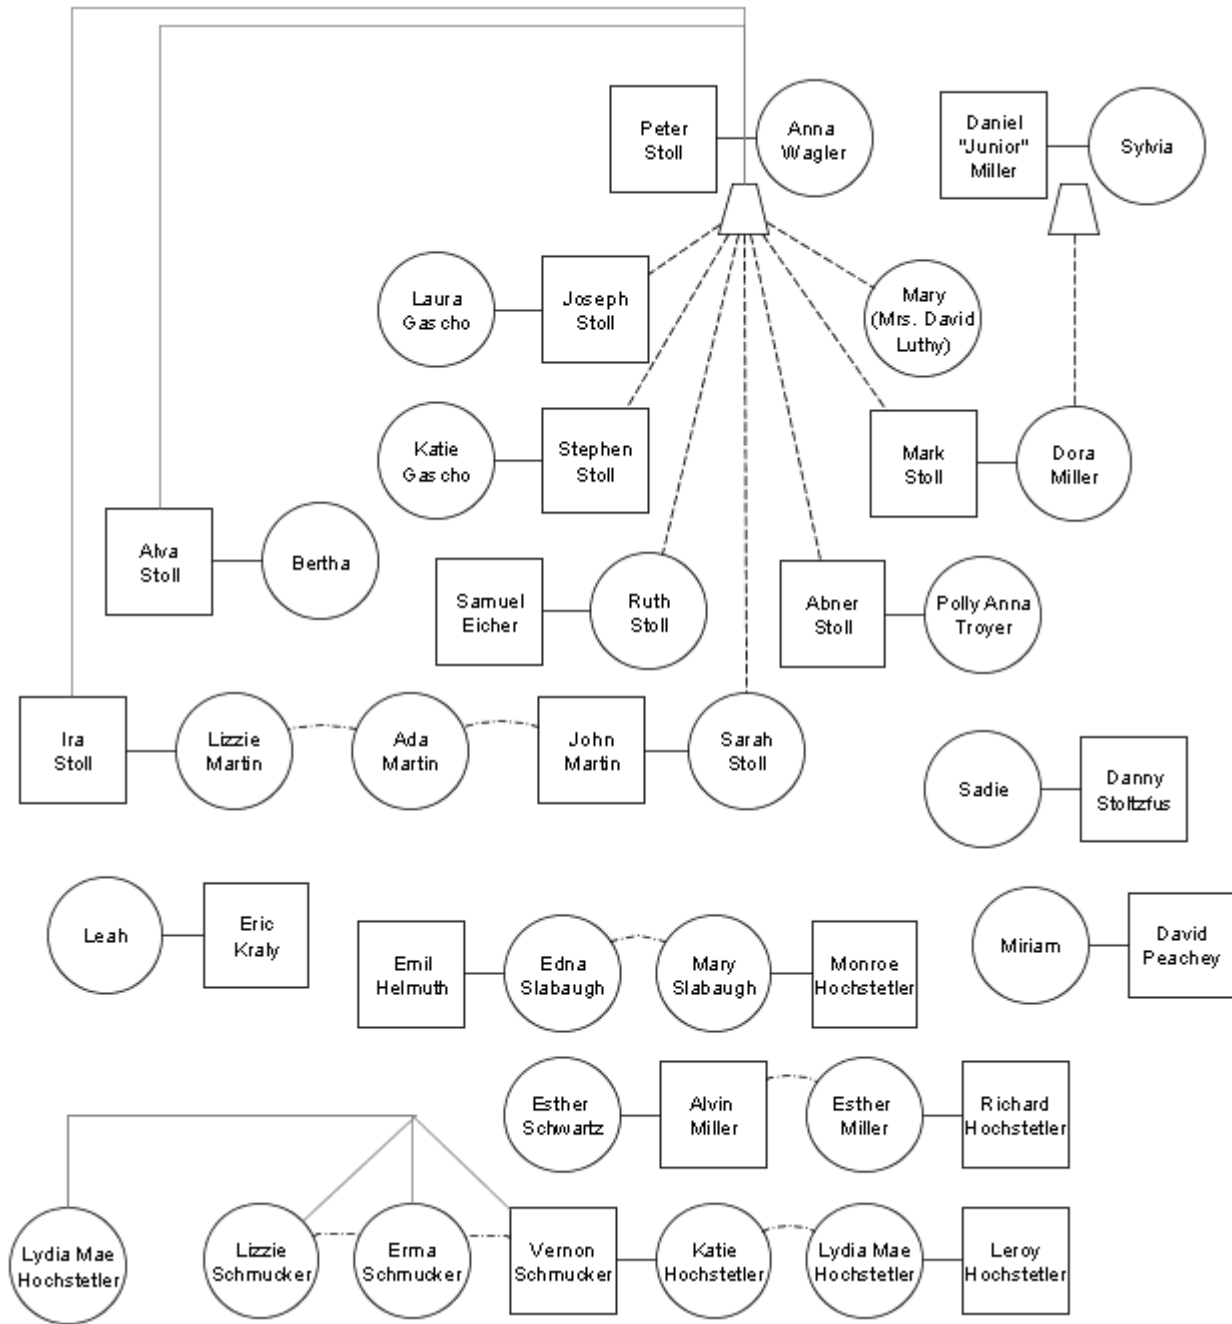 Peter
Stoll
Anna
Wagler
Daniel
"Junior"
Miller
Sylvia
Laura
Gascho
Joseph
Stoll
Mary
(Mrs. David
Luthy)
Katie
Gascho
Stephen
Stoll
Mark
Stoll
Dora
Miller
Alva
Stoll
Bertha
Samuel
Eicher
Ruth
Stoll
Abner
Stoll
Polly Anna
Troyer
Ira
Stoll
Lizzie
Martin
Ada
Martin
John
Martin
Sarah
Stoll
Sadie
Danny
Stoltzfus
Leah
Eric
Kraly
Emil
Helmuth
Edna
Slabaugh
Mary
Slabaugh
Monroe
Hochstetler
Miriam
David
Peachey
Esther
Schwartz
Alvin
Miller
Esther
Miller
Richard
Hochstetler
Lydia Mae
Hochstetler
Lizzie
Schmucker
Erma
Schmucker
Vernon
Schmucker
Katie
Hochstetler
Lydia Mae
Hochstetler
Leroy
Hochstetler